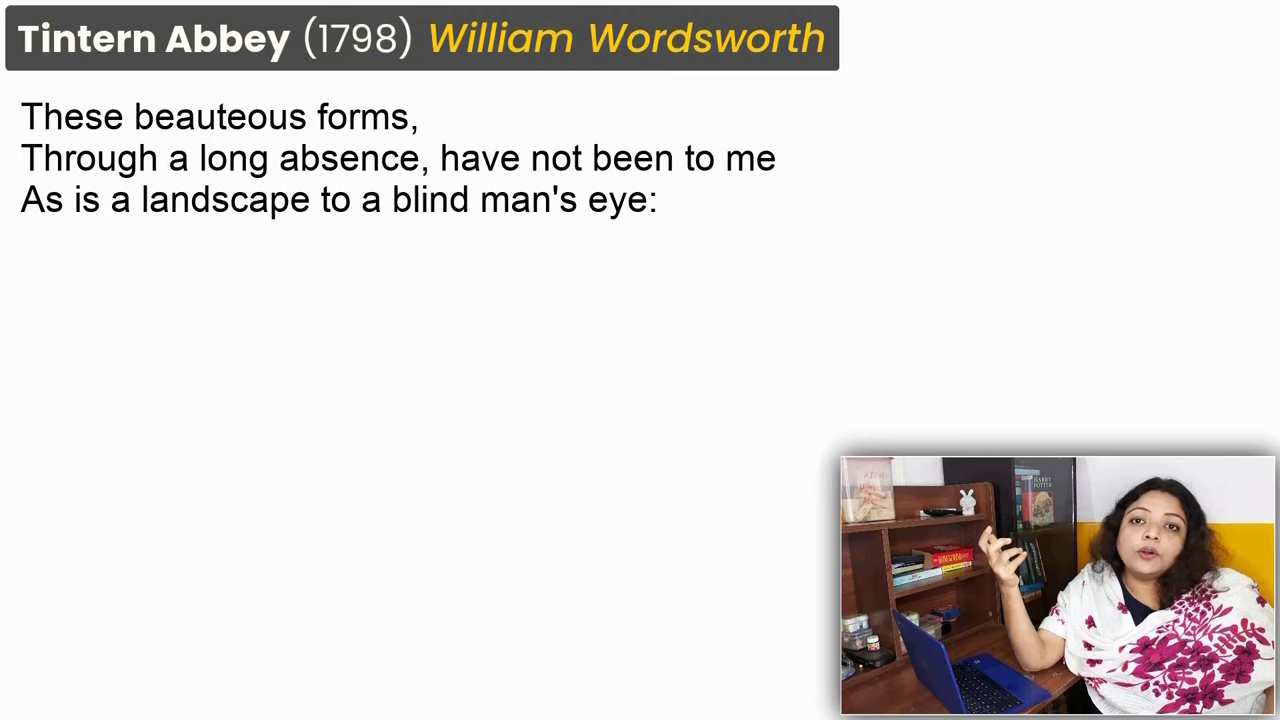 Tintern Abbey (1798) William Wordsworth
These beauteous forms,
Through a long absence, have not been to me
As is a landscape to a blind man's eye:
HARRY
POTTER